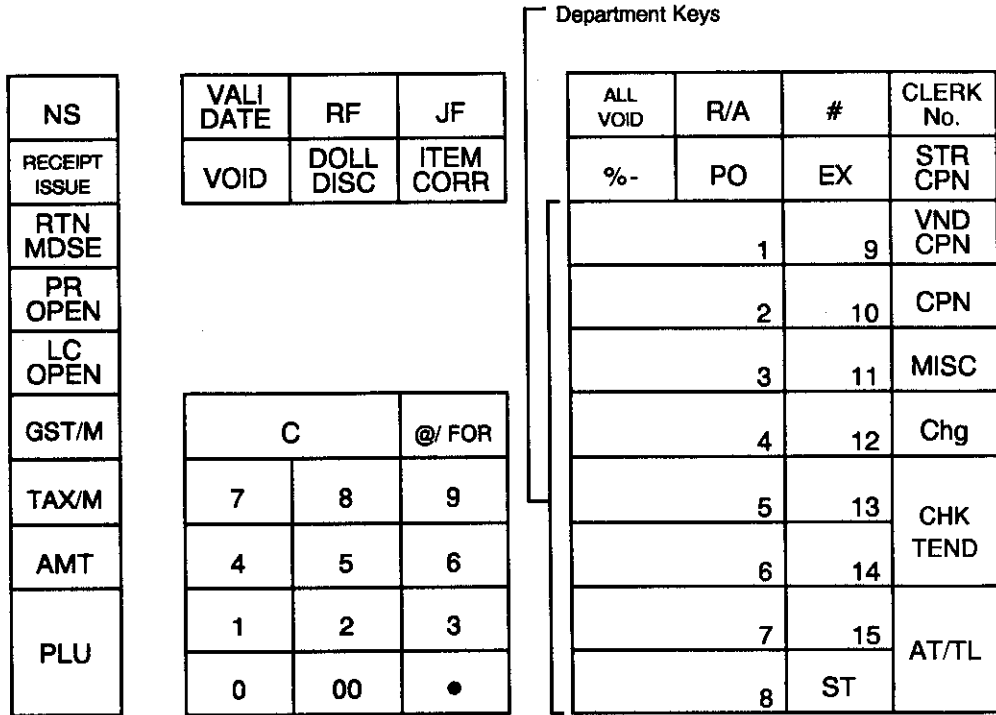 Department Keys
NS
RECEIPT
ISSUE
RTN
MDSE
PR
OPEN
LC
OPEN
GST/M
TAX/M
AMT
PLU
VALI
DATE
RF
JF
VOID
DOLL
DISC
ITEM
CORR
C
@/ FOR
7
8
9
4
5
6
1
2
3
0
00
•
ALL
VOID
R/A
#
CLERK
No.
%-
PO
EX
STR
CPN
1
9
VND
CPN
2
10
CPN
3
11
MISC
4
12
Chg
5
13
CHK
TEND
6
14
7
15
AT/TL
8
ST